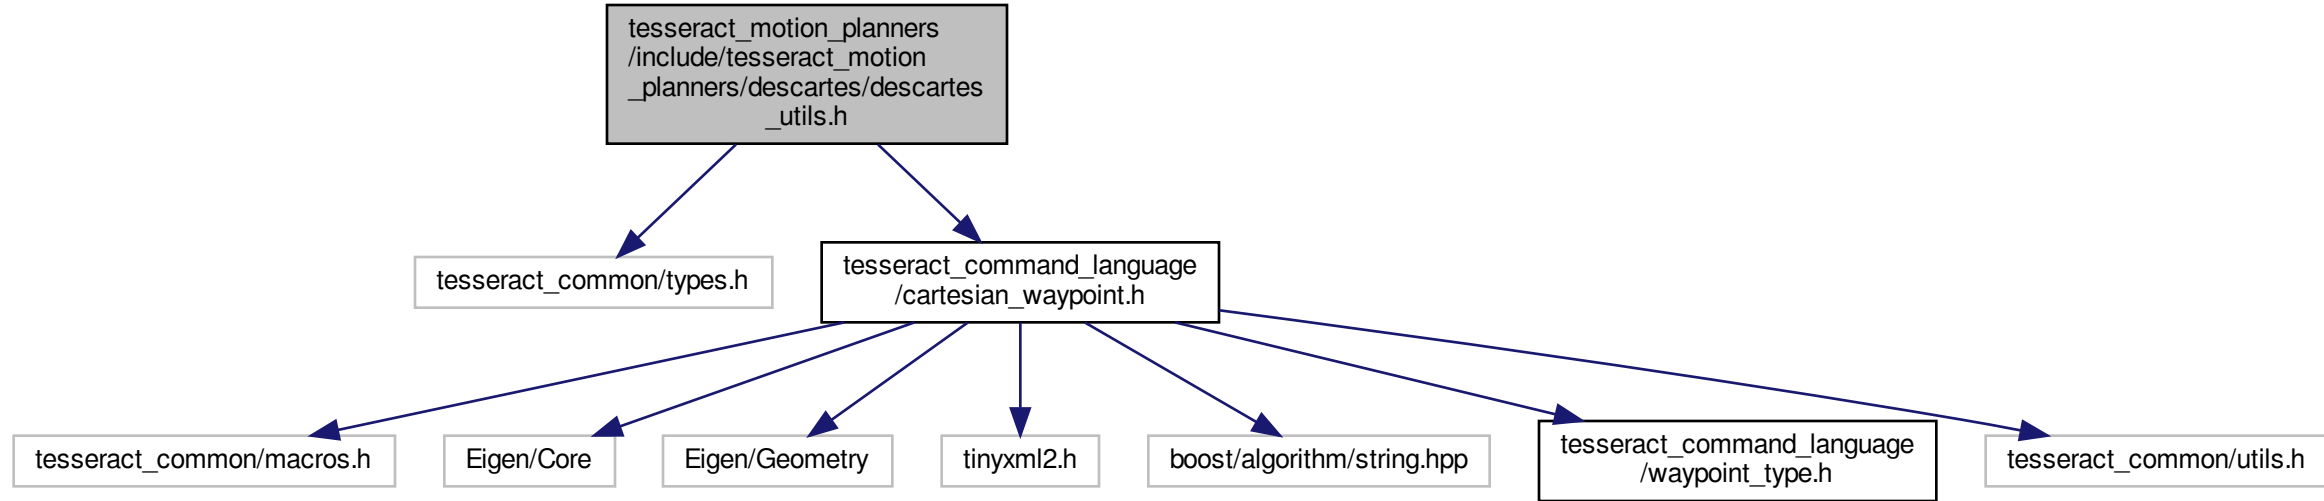 tesseract_motion_planners
/include/tesseract_motion
_planners/descartes/descartes
_utils.h
tesseract_common/types.h
tesseract_command_language
/cartesian_waypoint.h
tesseract_common/macros.h
Eigen/Core
Eigen/Geometry
tinyxml2.h
boost/algorithm/string.hpp
tesseract_command_language
/waypoint_type.h
tesseract_common/utils.h